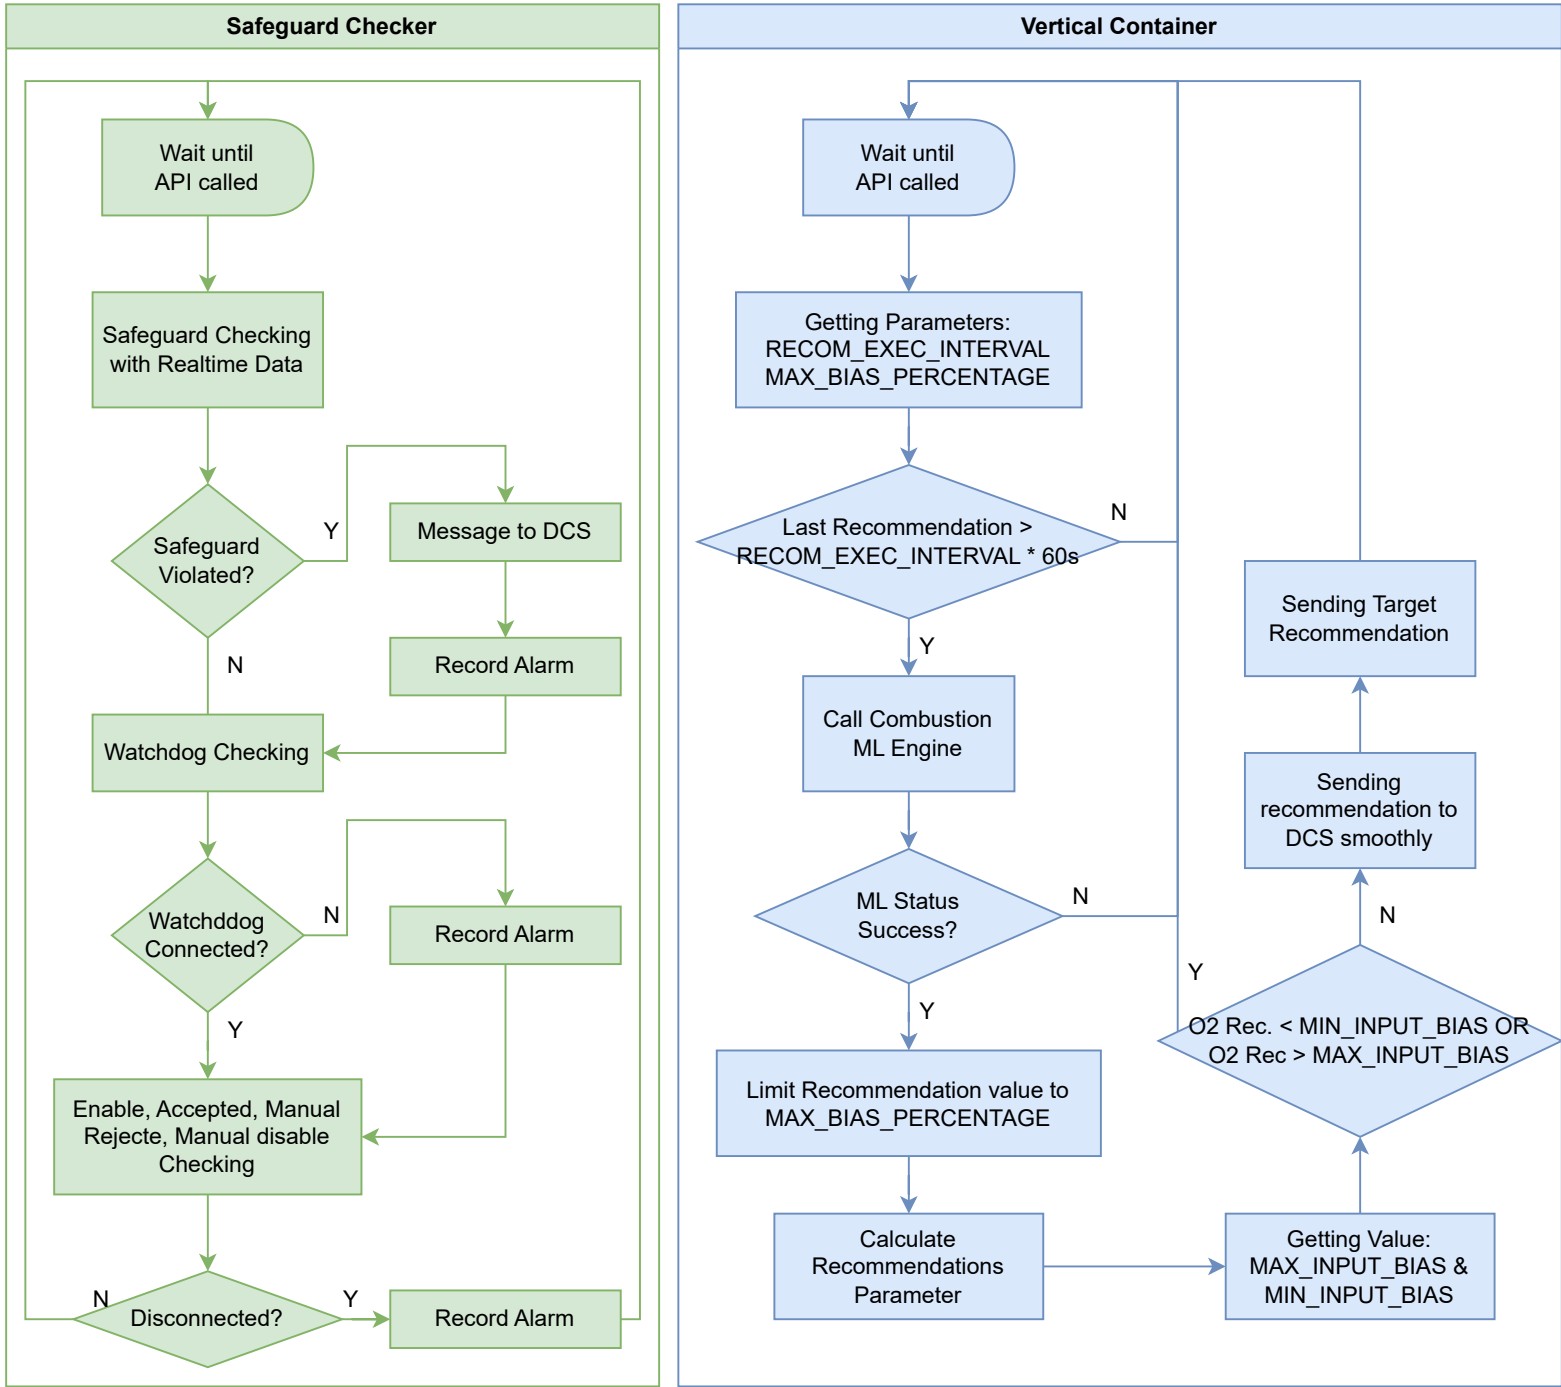 Safeguard Checker
Wait until
API called
Safeguard Checking
with Realtime Data
Safeguard
Violated?
Y
Message to DCS
Record Alarm
N
Watchdog Checking
Watchddog
Connected?
N
Record Alarm
Y
Enable, Accepted, Manual
Rejecte, Manual disable
Checking
Disconnected?
N
Y
Record Alarm
Vertical Container
Wait until
API called
Getting Parameters:
RECOM_EXEC_INTERVAL
MAX_BIAS_PERCENTAGE
Last Recommendation >
RECOM_EXEC_INTERVAL * 60s
N
Y
Call Combustion
ML Engine
ML Status
Success?
N
Y
Limit Recommendation value to
MAX_BIAS_PERCENTAGE
Calculate
Recommendations
Parameter
Getting Value:
MAX_INPUT_BIAS &
MIN_INPUT_BIAS
O2 Rec. < MIN_INPUT_BIAS OR
O2 Rec > MAX_INPUT_BIAS
Y
N
Sending
recommendation to
DCS smoothly
Sending Target
Recommendation